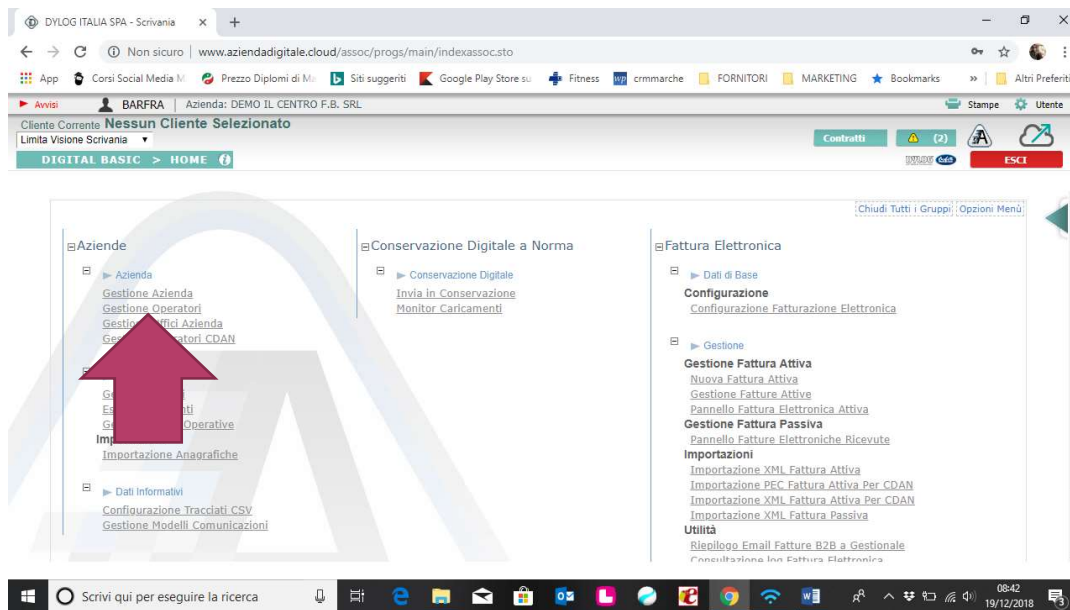 DYLOG ITALIA SPA - Scrivania
Non sicuro | www.aziendadigitale.cloud/assoc/progs/main/indexassoc.sto
App Corsi Social Media M Prezzo Diplomi di Ma Siti suggeriti Google Play Store su Fitness wp crmmarche FORNITORI MARKETING Bookmarks » Altri Preferiti
Avvisi BARFRA | Azienda: DEMO IL CENTRO F.B. SRL Stampe Utente
Cliente Corrente Nessun Cliente Selezionato
Limita Visione Scrivania Contratti (2)
DIGITAL BASIC > HOME DYLOG ESCI
Chiudi Tutti i Gruppi Opzioni Menù
Aziende
Azienda
Gestione Azienda
Gestione Operatori
Uffici Azienda
CDAN
Operative
Importazione Anagrafiche
Dati Informativi
Configurazione Tracciati CSV
Gestione Modelli Comunicazioni
Conservazione Digitale a Norma
Conservazione Digitale
Invia in Conservazione
Monitor Caricamenti
Fattura Elettronica
Dati di Base
Configurazione
Configurazione Fatturazione Elettronica
Gestione
Gestione Fattura Attiva
Nuova Fattura Attiva
Gestione Fatture Attive
Pannello Fattura Elettronica Attiva
Gestione Fattura Passiva
Pannello Fatture Elettroniche Ricevute
Importazioni
Importazione XML Fattura Attiva
Importazione PEC Fattura Attiva Per CDAN
Importazione XML Fattura Attiva Per CDAN
Importazione XML Fattura Passiva
Utilità
Riepilogo Email Fatture B2B a Gestionale
Consultazione log Fattura Elettronica
Scrivi qui per eseguire la ricerca
08:42
19/12/2018